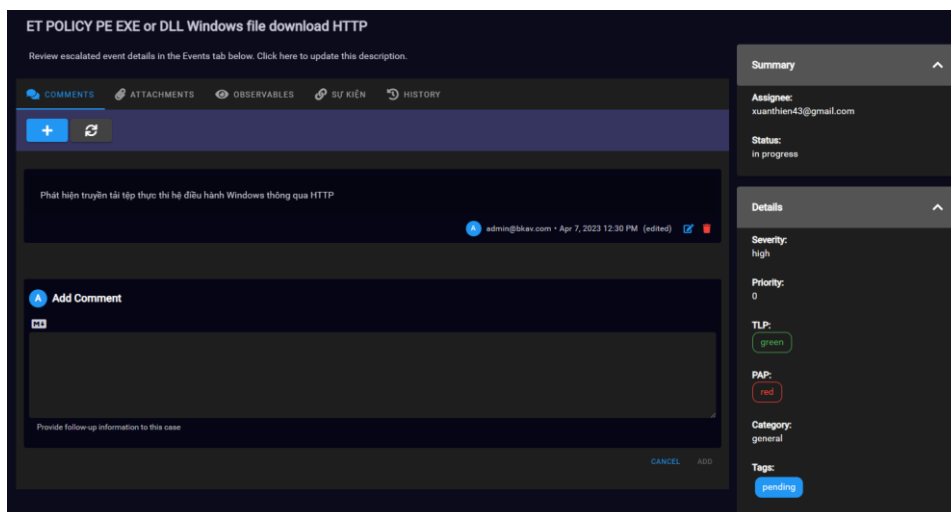 ET POLICY PE EXE or DLL Windows file download HTTP
Review escalated event details in the Events tab below. Click here to update this description.
COMMENTS
ATTACHMENTS
OBSERVABLES
SỰ KIỆN
HISTORY
Phát hiện truyền tải tệp thực thi hệ điều hành Windows thông qua HTTP
A admin@bkav.com • Apr 7, 2023 12:30 PM (edited)
A Add Comment
M+
Provide follow-up information to this case
CANCEL
ADD
Summary
Assignee:
xuanthien43@gmail.com
Status:
in progress
Details
Severity:
high
Priority:
0
TLP:
green
PAP:
red
Category:
general
Tags:
pending